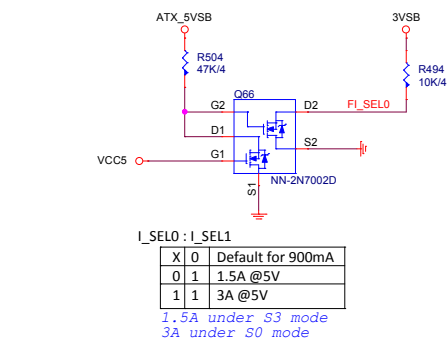 ATX_5VSB
3VSB
R504
47K/4
R494
10K/4
Q66
G2
D2
FI_SEL0
D1
S2
VCC5
G1
NN-2N7002D
S1
I_SEL0 : I_SEL1
X 0 Default for 900mA
0 1 1.5A @5V
1 1 3A @5V
1.5A under S3 mode
3A under S0 mode